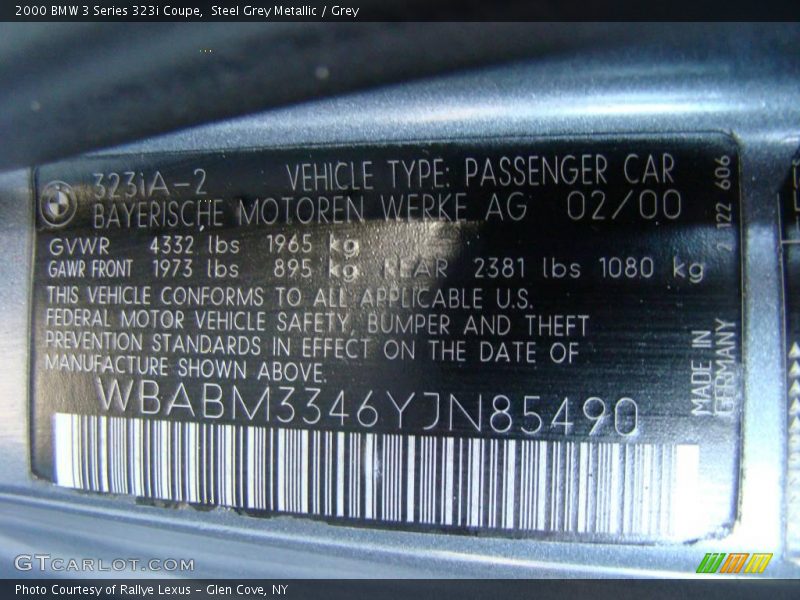 2000 BMW 3 Series 323i Coupe, Steel Grey Metallic / Grey
323iA-2 VEHICLE TYPE: PASSENGER CAR
BAYERISCHE MOTOREN WERKE AG 02/00
GVWR 4332 lbs 1965 kg
GAWR FRONT 1973 lbs 895 kg REAR 2381 lbs 1080 kg
THIS VEHICLE CONFORMS TO ALL APPLICABLE U.S.
FEDERAL MOTOR VEHICLE SAFETY, BUMPER AND THEFT
PREVENTION STANDARDS IN EFFECT ON THE DATE OF
MANUFACTURE SHOWN ABOVE.
WBABM3346YJN85490
2 122 606
MADE IN
GERMANY
GTCARLOT.COM
Photo Courtesy of Rallye Lexus - Glen Cove, NY